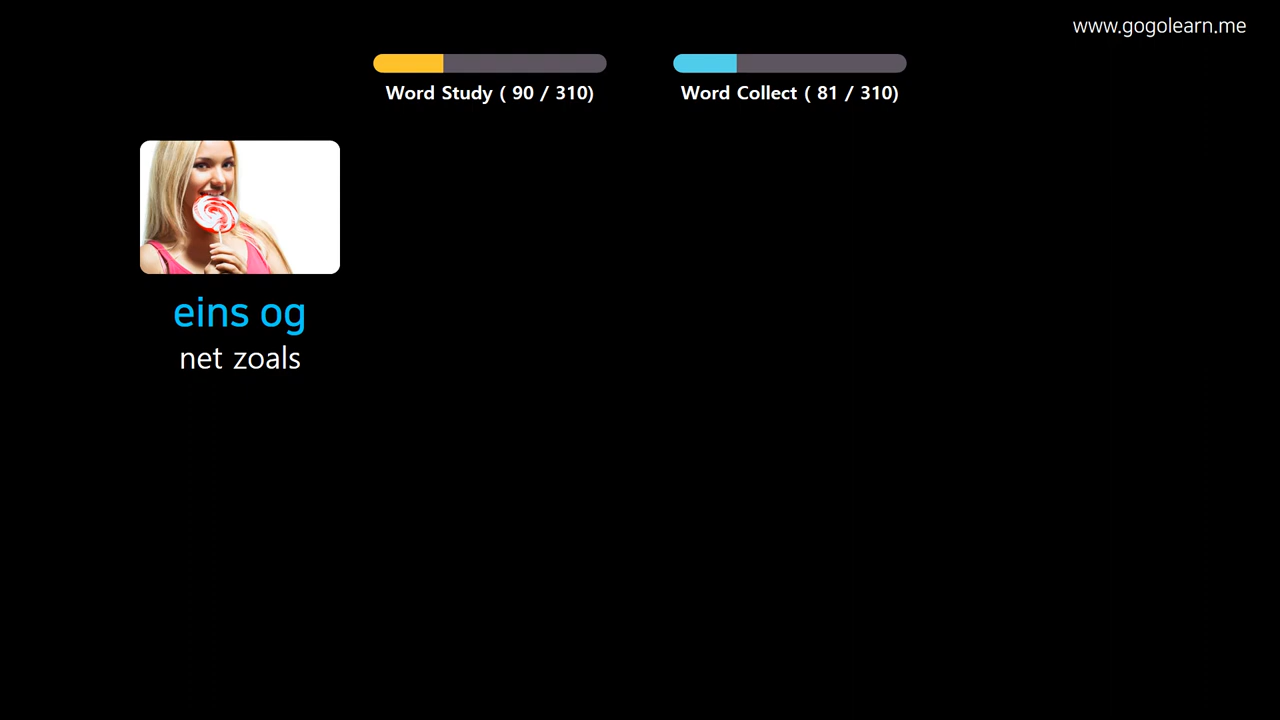 www.gogolearn.me
Word Study ( 90 / 310)
Word Collect ( 81 / 310)
eins og
net zoals